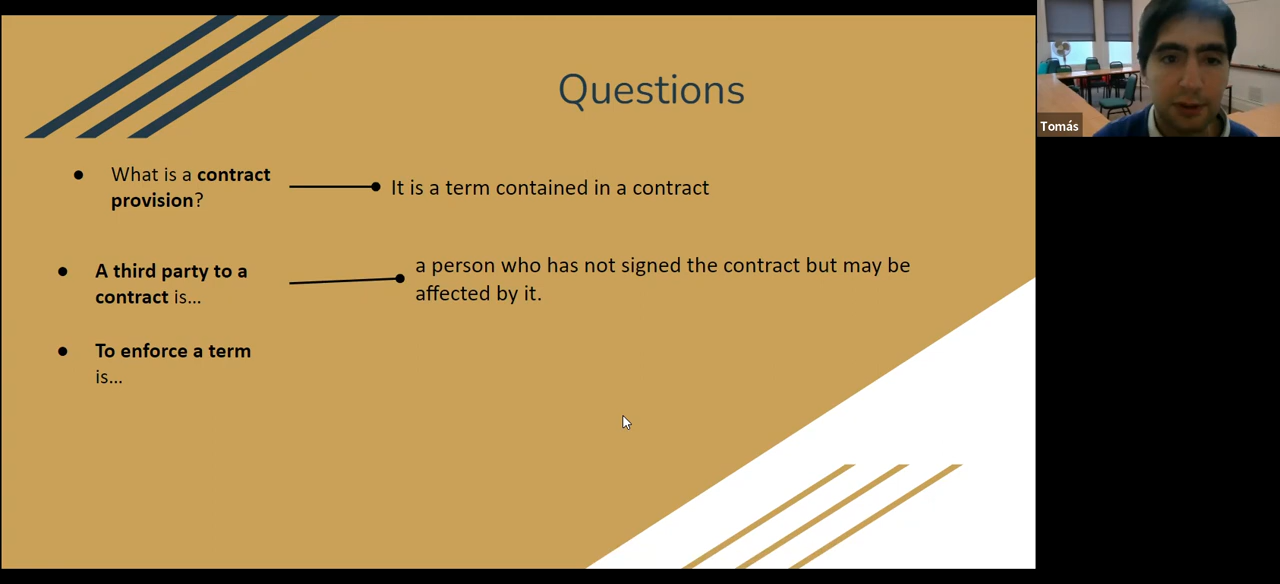 Questions
What is a contract
provision?
It is a term contained in a contract
A third party to a
contract is...
a person who has not signed the contract but may be
affected by it.
To enforce a term
is...
Tomás